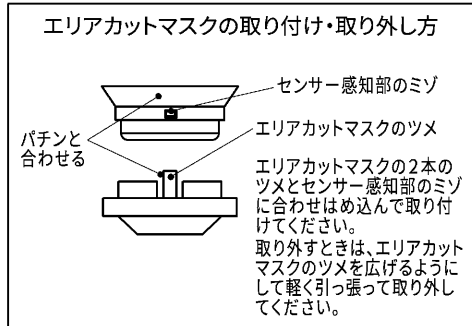 エリアカットマスクの取り付け・取り外し方
センサー感知部のミゾ
エリアカットマスクのツメ
パチンと
合わせる
エリアカットマスクの2本の
ツメとセンサー感知部のミゾ
に合わせはめ込んで取り付
けてください。
取り外すときは、エリアカット
マスクのツメを広げるように
して軽く引っ張って取り外し
てください。